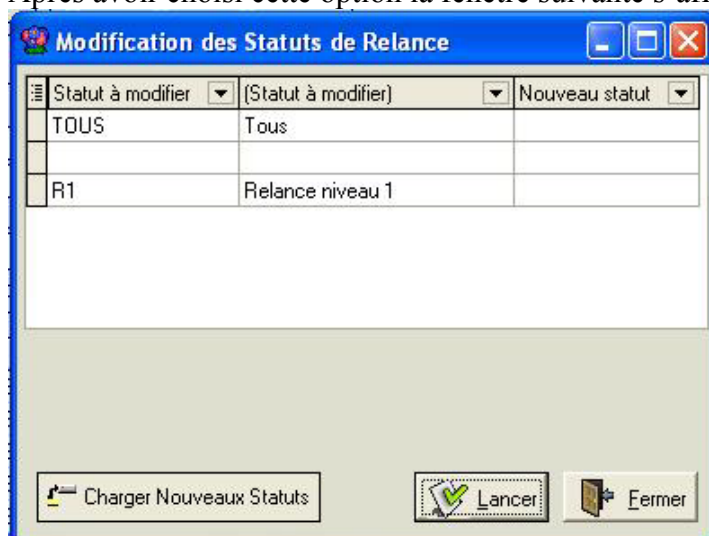 Après avoir choisi cette option la fenêtre suivante s'aff
Modification des Statuts de Relance
Statut à modifier (Statut à modifier) Nouveau statut
TOUS Tous
R1 Relance niveau 1
Charger Nouveaux Statuts Lancer Fermer